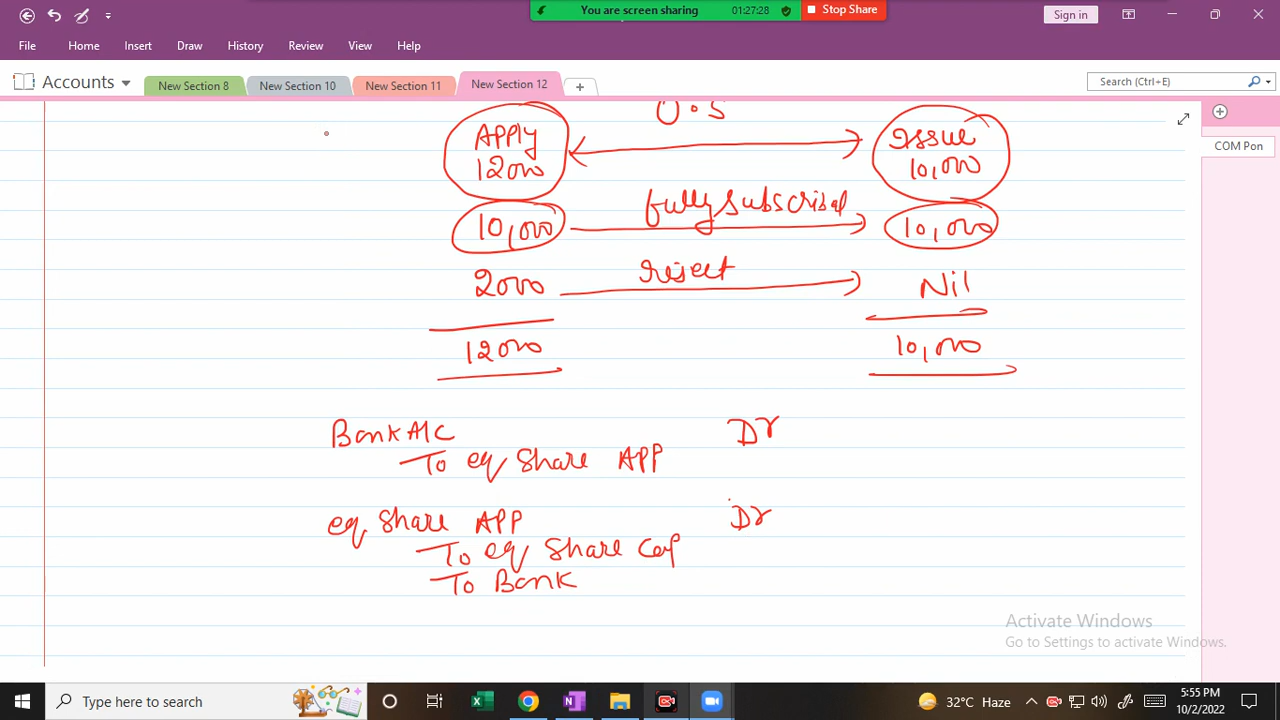 You are screen sharing 01:27:28 Stop Share
Sign in
File Home Insert Draw History Review View Help
Accounts New Section 8 New Section 10 New Section 11 New Section 12 Search (Ctrl+E)
COM Pon
O.S
APPLY Issue
12000 10,000
10,000 fully subscribed 10,000
2000 reject Nil
12000 10,000
Bank A/C Dr
To eq Share APP
eq Share APP Dr
To eq Share Cap
To Bank
Activate Windows
Go to Settings to activate Windows.
Type here to search 32°C Haze 5:55 PM
10/2/2022